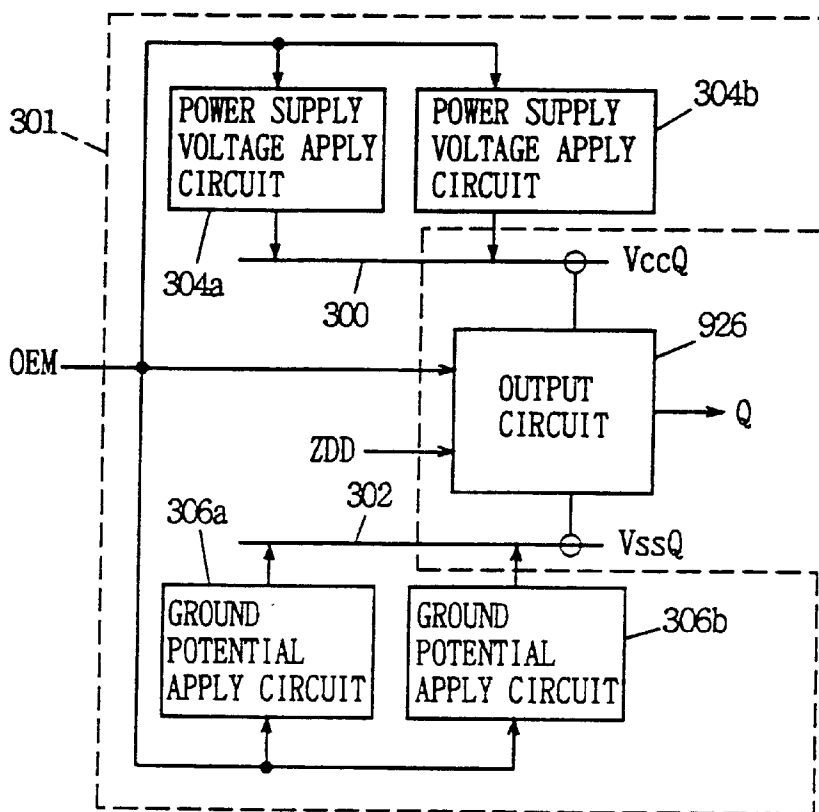 301
POWER SUPPLY
VOLTAGE APPLY
CIRCUIT
304a
POWER SUPPLY
VOLTAGE APPLY
CIRCUIT
304b
300
VccQ
926
OEM
OUTPUT
CIRCUIT
Q
ZDD
302
306a
VssQ
GROUND
POTENTIAL
APPLY CIRCUIT
GROUND
POTENTIAL
APPLY CIRCUIT
306b